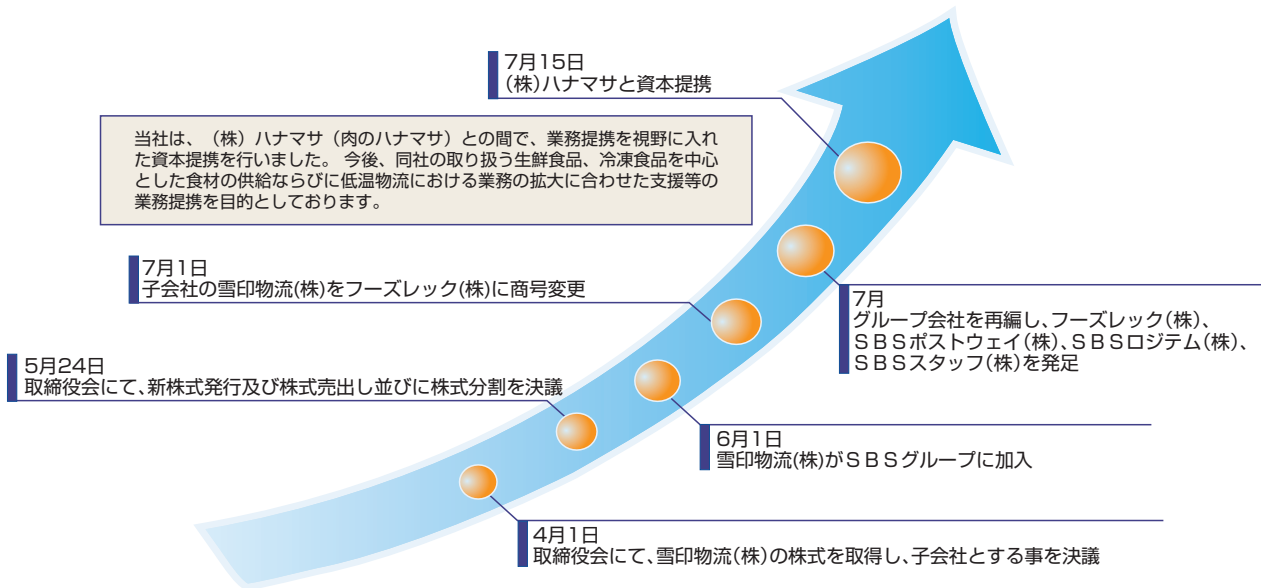 7月15日
(株)ハナマサと資本提携
当社は、（株）ハナマサ（肉のハナマサ）との間で、業務提携を視野に入れ
た資本提携を行いました。 今後、同社の取り扱う生鮮食品、冷凍食品を中心
とした食材の供給ならびに低温物流における業務の拡大に合わせた支援等の
業務提携を目的としております。
7月1日
子会社の雪印物流(株)をフーズレック(株)に商号変更
7月
グループ会社を再編し、フーズレック(株)、
ＳＢＳポストウェイ(株)、ＳＢＳロジテム(株)、
ＳＢＳスタッフ(株)を発足
5月24日
取締役会にて、新株式発行及び株式売出し並びに株式分割を決議
6月1日
雪印物流(株)がＳＢＳグループに加入
4月1日
取締役会にて、雪印物流(株)の株式を取得し、子会社とする事を決議